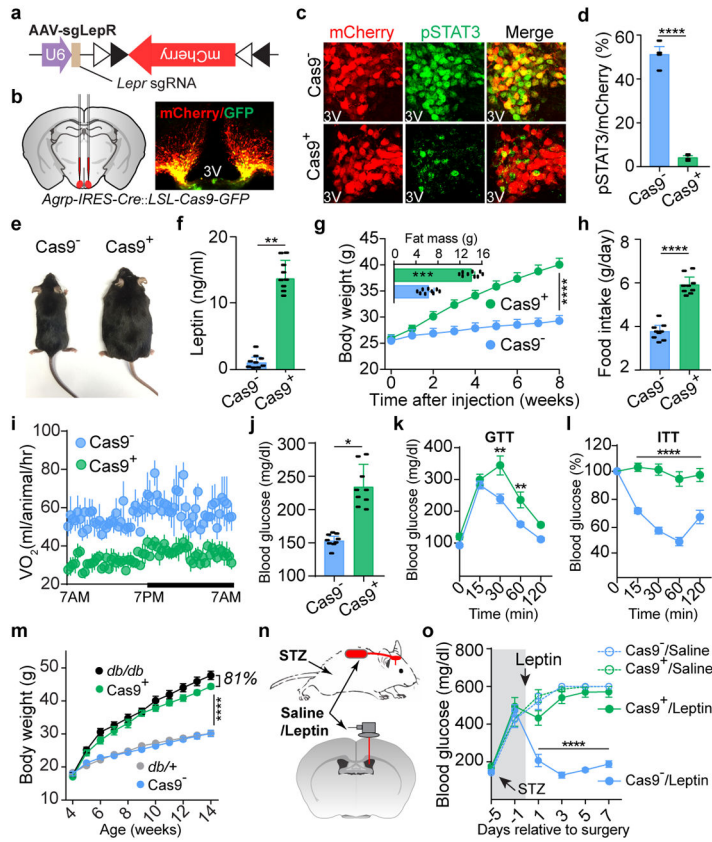 a
AAV-sgLepR
U6
mCherry
Lepr sgRNA
b
mCherry/GFP
3V
Agrp-IRES-Cre::LSL-Cas9-GFP
c
mCherry
pSTAT3
Merge
Cas9⁻
3V
3V
3V
Cas9⁺
3V
3V
3V
d
pSTAT3/mCherry (%)
60
40
20
0
****
Cas9⁻
Cas9⁺
e
Cas9⁻
Cas9⁺
f
Leptin (ng/ml)
20
10
0
**
Cas9⁻
Cas9⁺
g
Fat mass (g)
0 4 8 12 16
***
Body weight (g)
45
40
35
30
25
20
Cas9⁺
Cas9⁻
****
0 2 4 6 8
Time after injection (weeks)
h
Food intake (g/day)
8
6
4
2
****
Cas9⁻
Cas9⁺
i
VO₂(ml/animal/hr)
100
80
60
40
20
Cas9⁻
Cas9⁺
7AM
7PM
7AM
j
Blood glucose (mg/dl)
300
250
200
150
100
*
Cas9⁻
Cas9⁺
k
GTT
Blood glucose (mg/dl)
500
400
300
200
100
0
**
**
0 15 30 60 120
Time (min)
l
ITT
Blood glucose (%)
120
100
80
60
40
****
0 15 30 60 120
Time (min)
m
Body weight (g)
60
50
40
30
20
10
db/db
Cas9⁺
81%
****
db/+
Cas9⁻
4 6 8 10 12 14
Age (weeks)
n
STZ
Saline
/Leptin
o
Blood glucose (mg/dl)
800
600
400
200
Leptin
STZ
Cas9⁻/Saline
Cas9⁺/Saline
Cas9⁺/Leptin
****
Cas9⁻/Leptin
-5 -1 1 3 5 7
Days relative to surgery